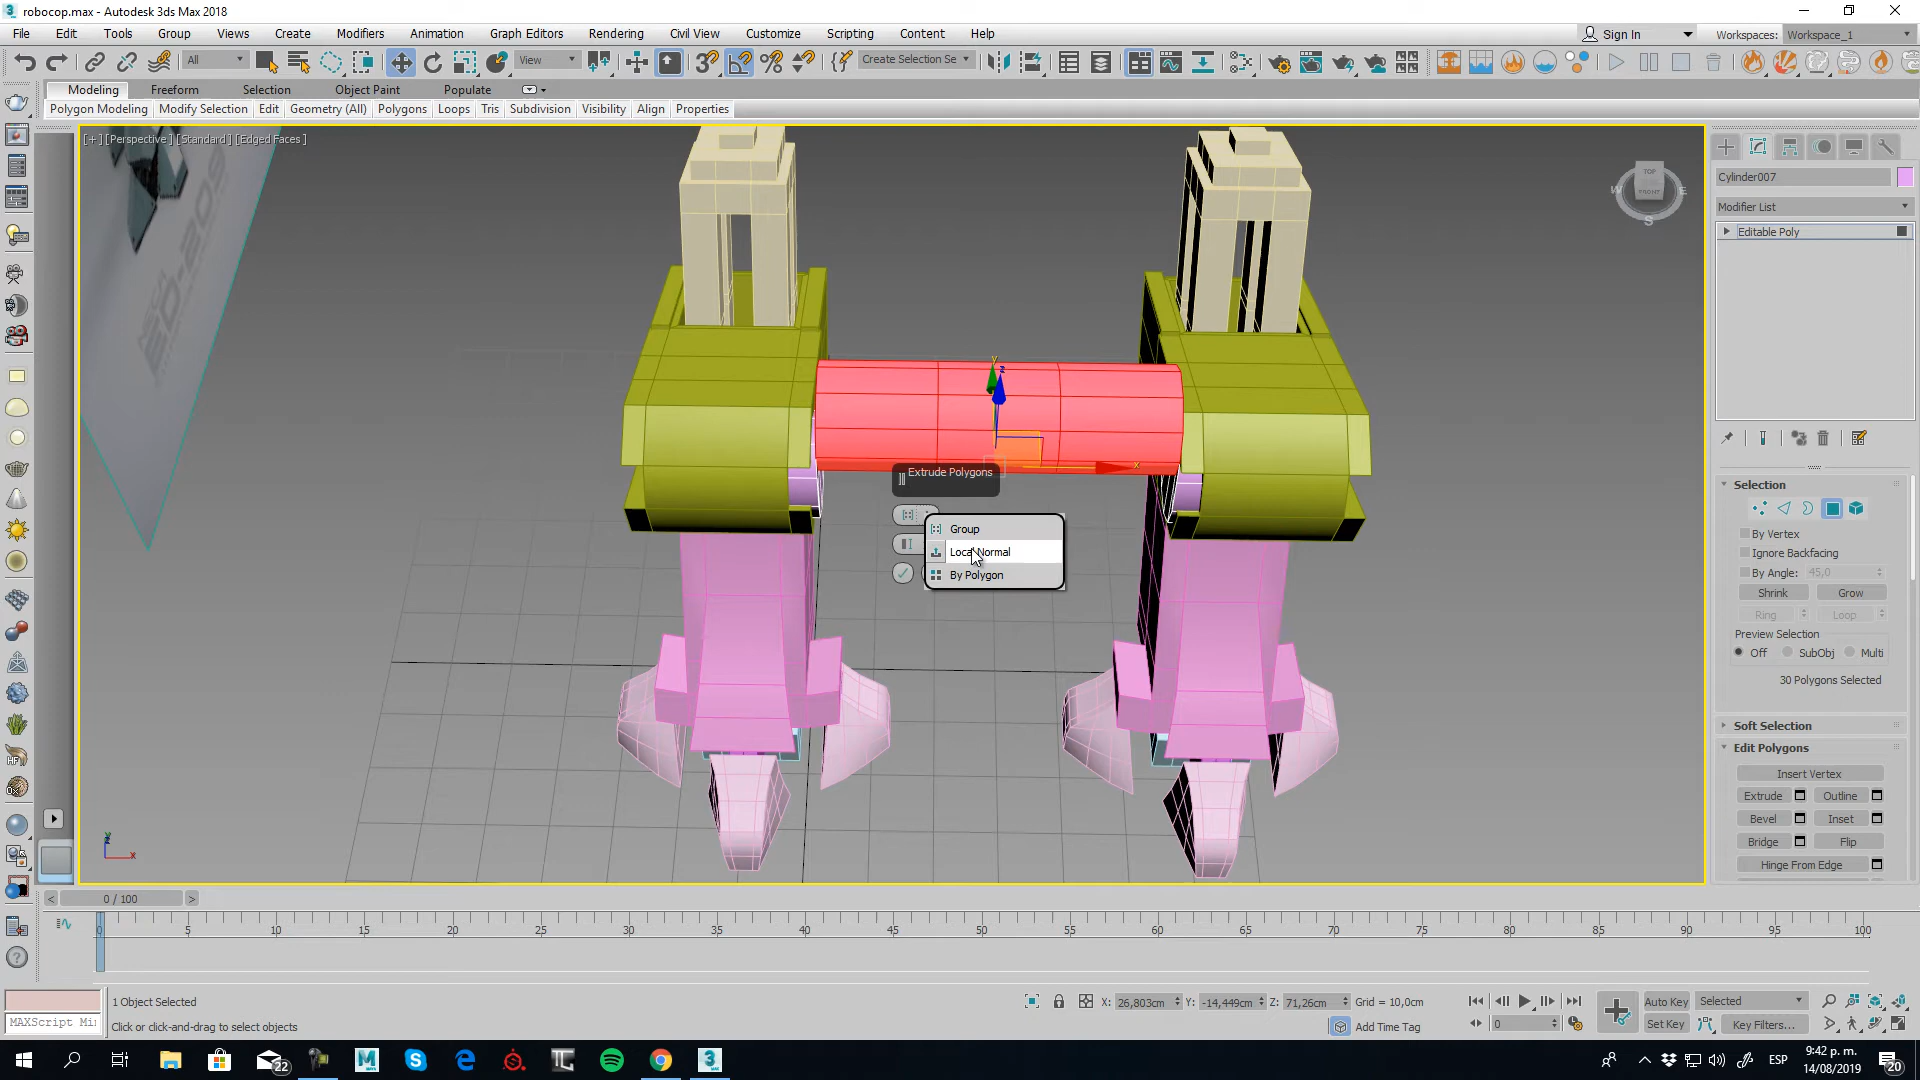 robocop.max - Autodesk 3ds Max 2018
File Edit Tools Group Views Create Modifiers Animation Graph Editors Rendering Civil View Customize Scripting Content Help
Sign In Workspaces: Workspace_1
All View Create Selection Se
Modeling Freeform Selection Object Paint Populate
Polygon Modeling Modify Selection Edit Geometry (All) Polygons Loops Tris Subdivision Visibility Align Properties
[+] [Perspective] [Standard] [Edged Faces]
ED-209
TOP
FRONT
W E
S
Cylinder007
Modifier List
Editable Poly
y
z
x
Extrude Polygons
Group
Local Normal
By Polygon
Selection
By Vertex
Ignore Backfacing
By Angle: 45,0
Shrink Grow
Ring Loop
Preview Selection
Off SubObj Multi
30 Polygons Selected
Soft Selection
Edit Polygons
Insert Vertex
Extrude Outline
Bevel Inset
Bridge Flip
Hinge From Edge
0 / 100
0 5 10 15 20 25 30 35 40 45 50 55 60 65 70 75 80 85 90 95 100
1 Object Selected
X: 26,803cm Y: -14,449cm Z: 71,26cm Grid = 10,0cm
Auto Key Selected
MAXScript Mi
Click or click-and-drag to select objects
Add Time Tag
0
Set Key Key Filters...
22
ESP
9:42 p. m.
14/08/2019
20